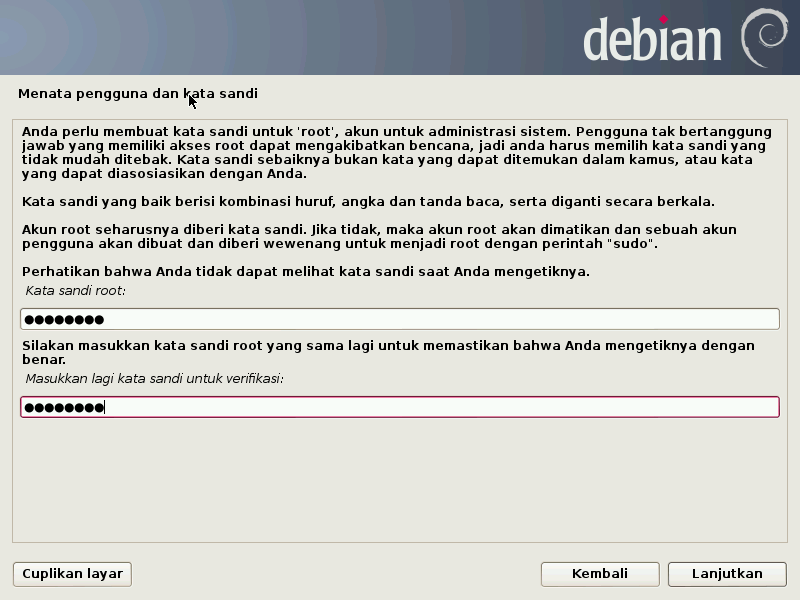 debian
Menata pengguna dan kata sandi
Anda perlu membuat kata sandi untuk 'root', akun untuk administrasi sistem. Pengguna tak bertanggung
jawab yang memiliki akses root dapat mengakibatkan bencana, jadi anda harus memilih kata sandi yang
tidak mudah ditebak. Kata sandi sebaiknya bukan kata yang dapat ditemukan dalam kamus, atau kata
yang dapat diasosiasikan dengan Anda.
Kata sandi yang baik berisi kombinasi huruf, angka dan tanda baca, serta diganti secara berkala.
Akun root seharusnya diberi kata sandi. Jika tidak, maka akun root akan dimatikan dan sebuah akun
pengguna akan dibuat dan diberi wewenang untuk menjadi root dengan perintah "sudo".
Perhatikan bahwa Anda tidak dapat melihat kata sandi saat Anda mengetiknya.
Kata sandi root:
●●●●●●●●
Silakan masukkan kata sandi root yang sama lagi untuk memastikan bahwa Anda mengetiknya dengan
benar.
Masukkan lagi kata sandi untuk verifikasi:
●●●●●●●●
Cuplikan layar
Kembali
Lanjutkan